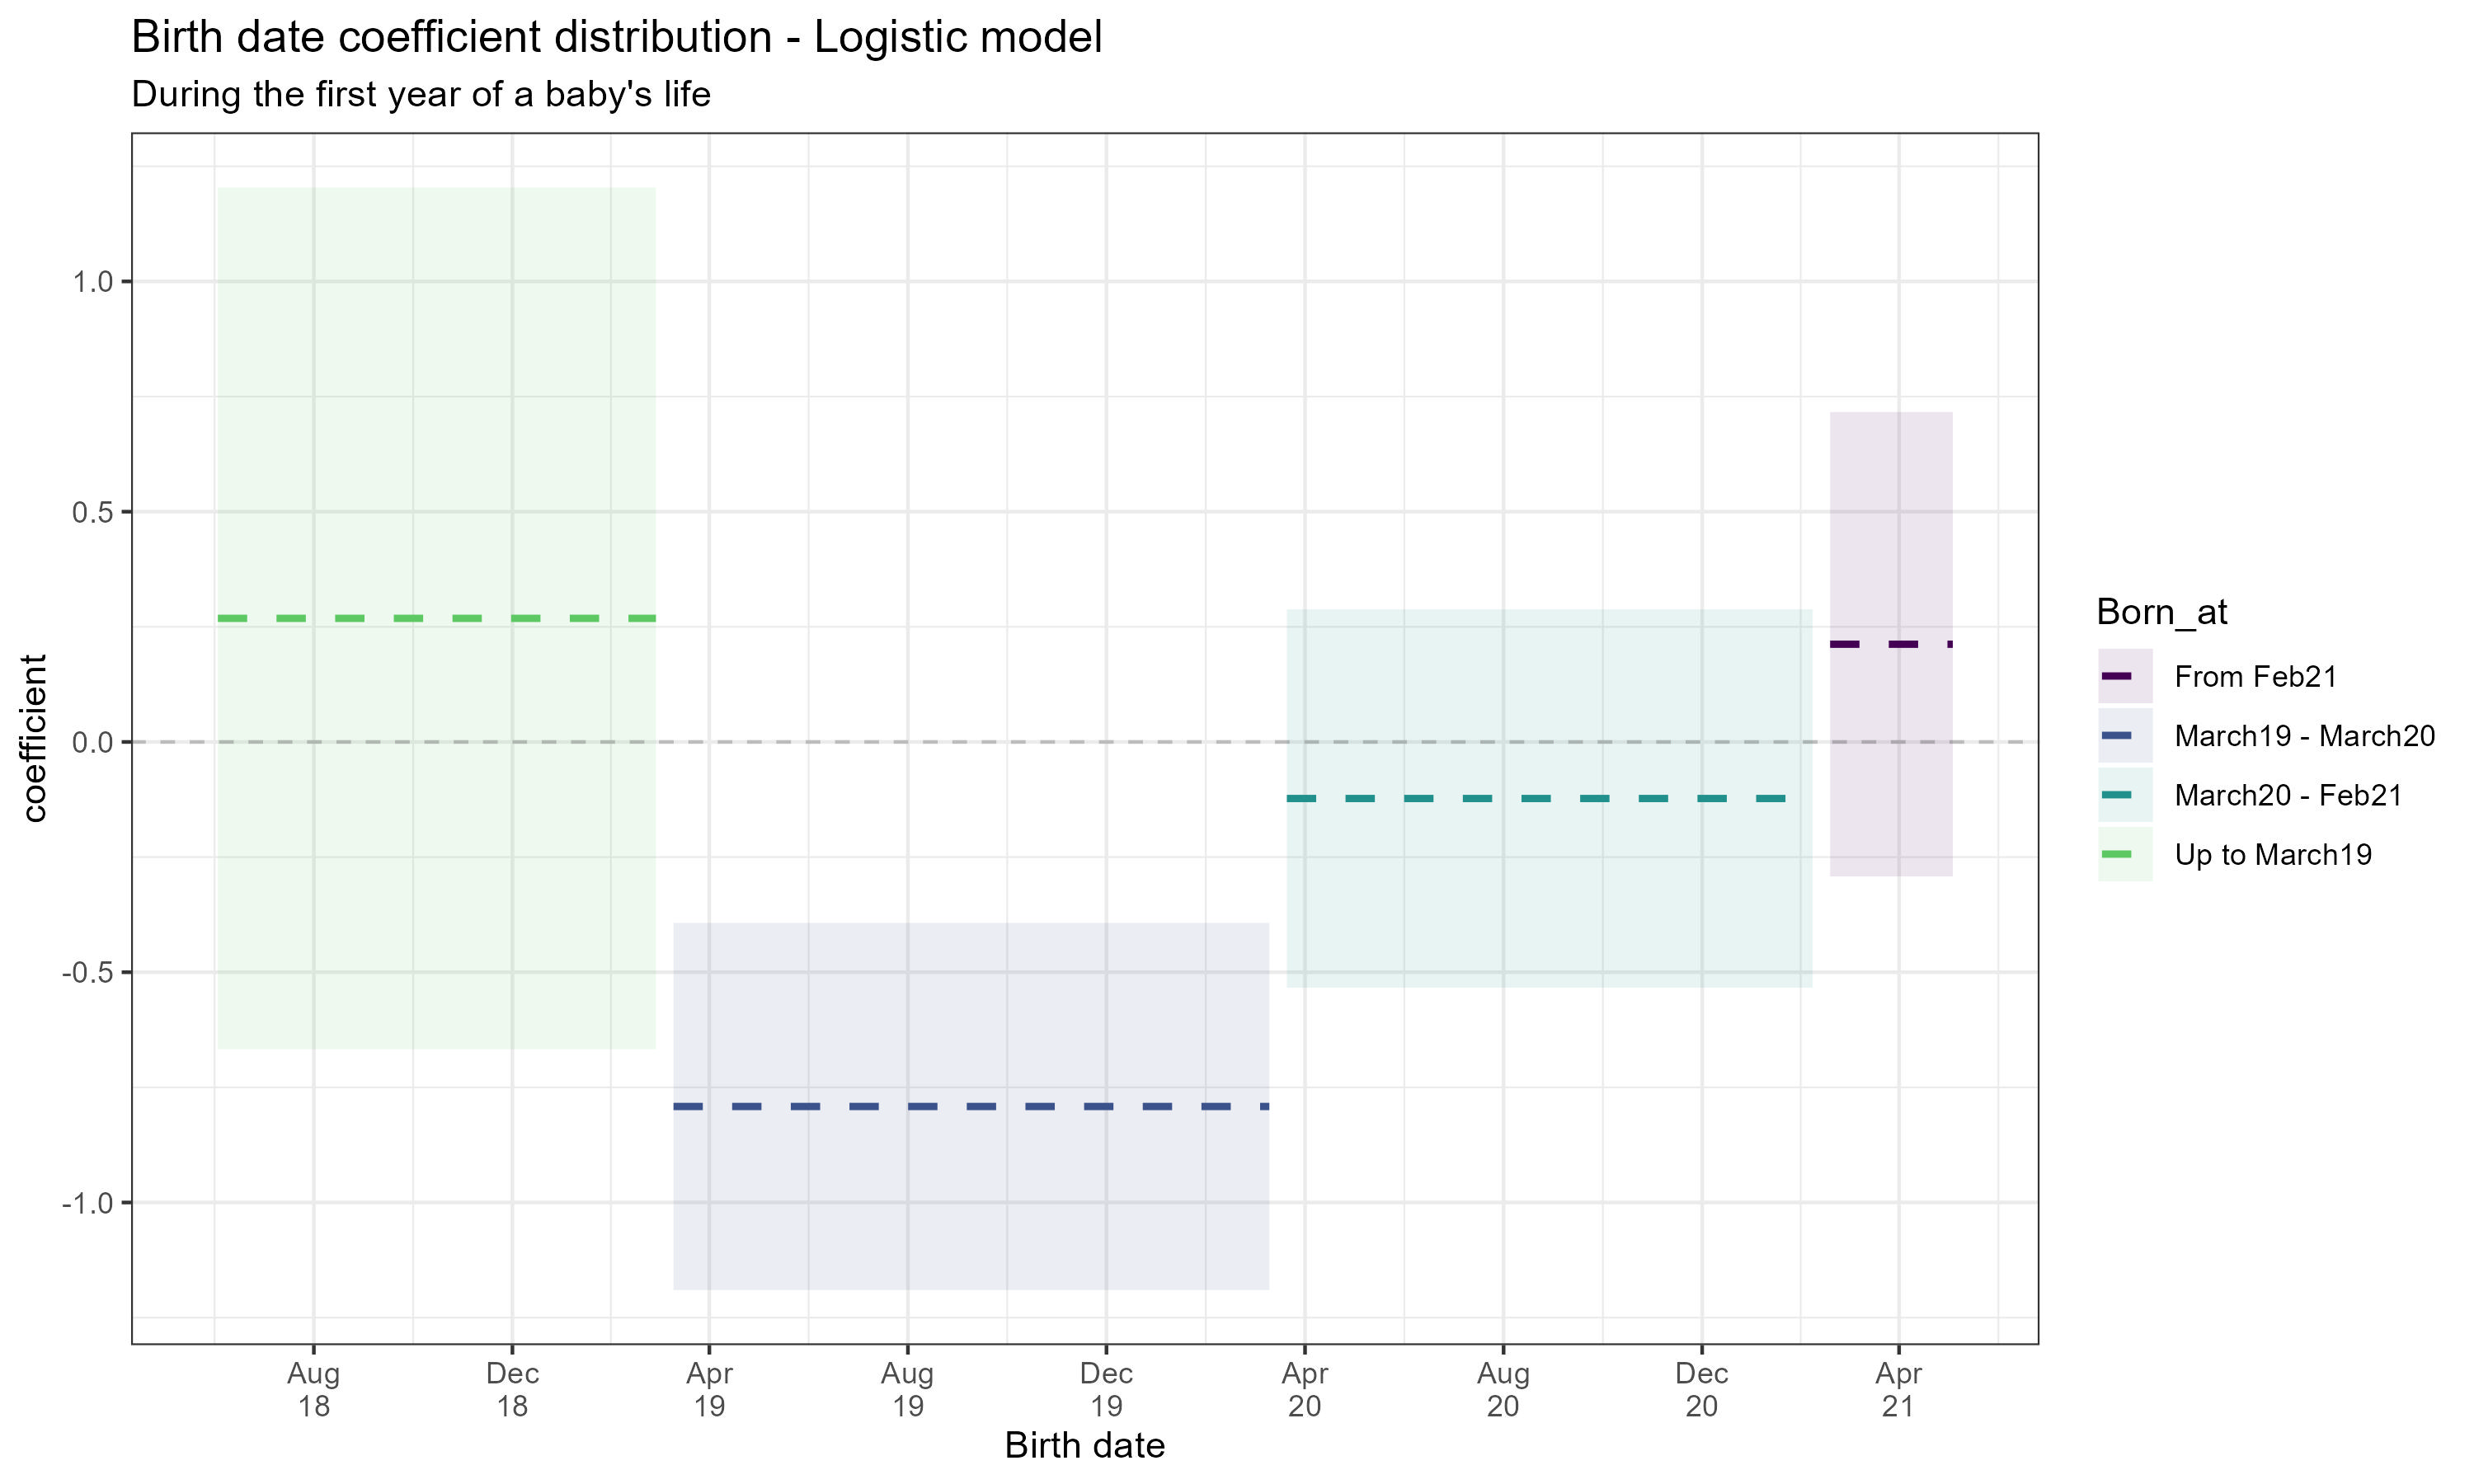 Birth date coefficient distribution - Logistic model
During the first year of a baby's life
coefficient
1.0
0.5
0.0
-0.5
-1.0
Aug
18
Dec
18
Apr
19
Aug
19
Dec
19
Apr
20
Aug
20
Dec
20
Apr
21
Birth date
Born_at
From Feb21
March19 - March20
March20 - Feb21
Up to March19